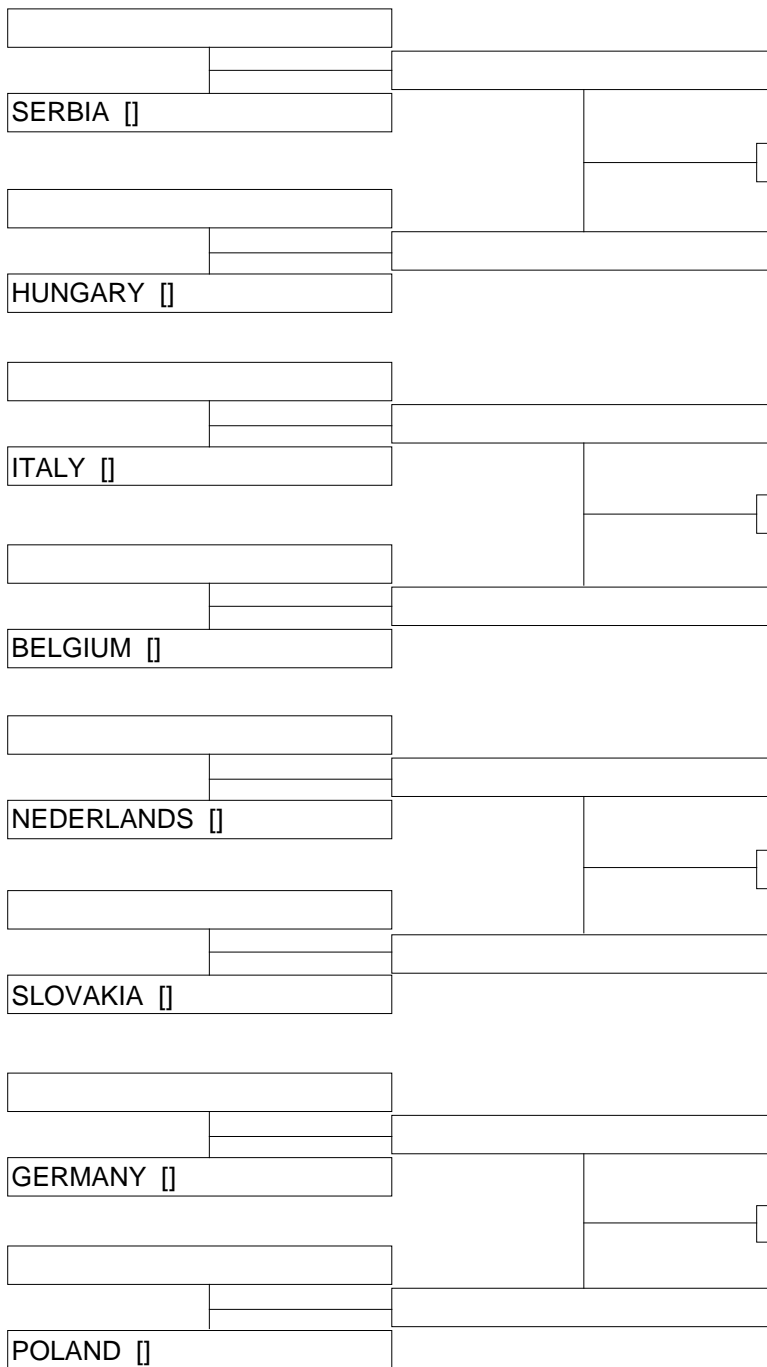 SERBIA []
HUNGARY []
ITALY []
BELGIUM []
NEDERLANDS []
SLOVAKIA []
GERMANY []
POLAND []